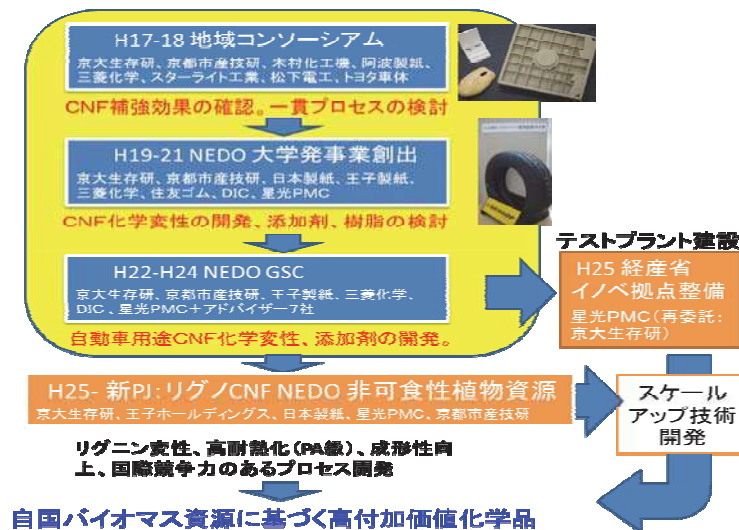 H17-18 地域コンソーシアム
京大生存研、京都市産技研、木村化工機、阿波製紙、
三菱化学、スターライト工業、松下電工、トヨタ車体
CNF補強効果の確認。一貫プロセスの検討
H19-21 NEDO 大学発事業創出
京大生存研、京都市産技研、日本製紙、王子製紙、
三菱化学、住友ゴム、DIC、星光PMC
CNF化学変性の開発、添加剤、樹脂の検討
H22-H24 NEDO GSC
京大生存研、京都市産技研、王子製紙、三菱化学、
DIC、星光PMC+アドバイザー7社
自動車用途CNF化学変性、添加剤の開発。
テストプラント建設
H25 経産省
イノベ拠点整備
星光PMC(再委託:
京大生存研)
H25- 新PJ:リグノCNF NEDO 非可食性植物資源
京大生存研、王子ホールディングス、日本製紙、星光PMC、京都市産技研
スケール
アップ技術
開発
リグニン変性、高耐熱化(PA級)、成形性向
上、国際競争力のあるプロセス開発
自国バイオマス資源に基づく高付加価値化学品